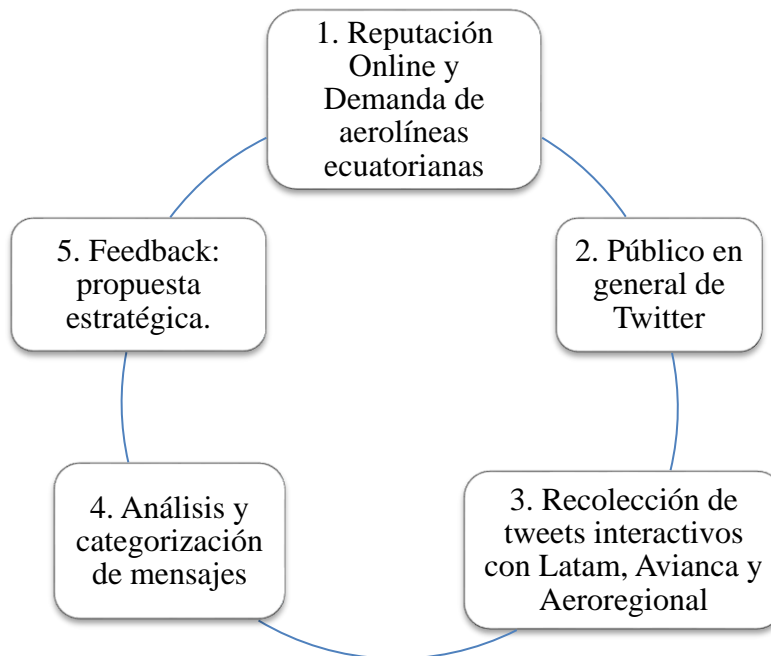 1. Reputación
Online y
Demanda de
aerolíneas
ecuatorianas
2. Público en
general de
Twitter
3. Recolección de
tweets interactivos
con Latam, Avianca y
Aeroregional
4. Análisis y
categorización
de mensajes
5. Feedback:
propuesta
estratégica.